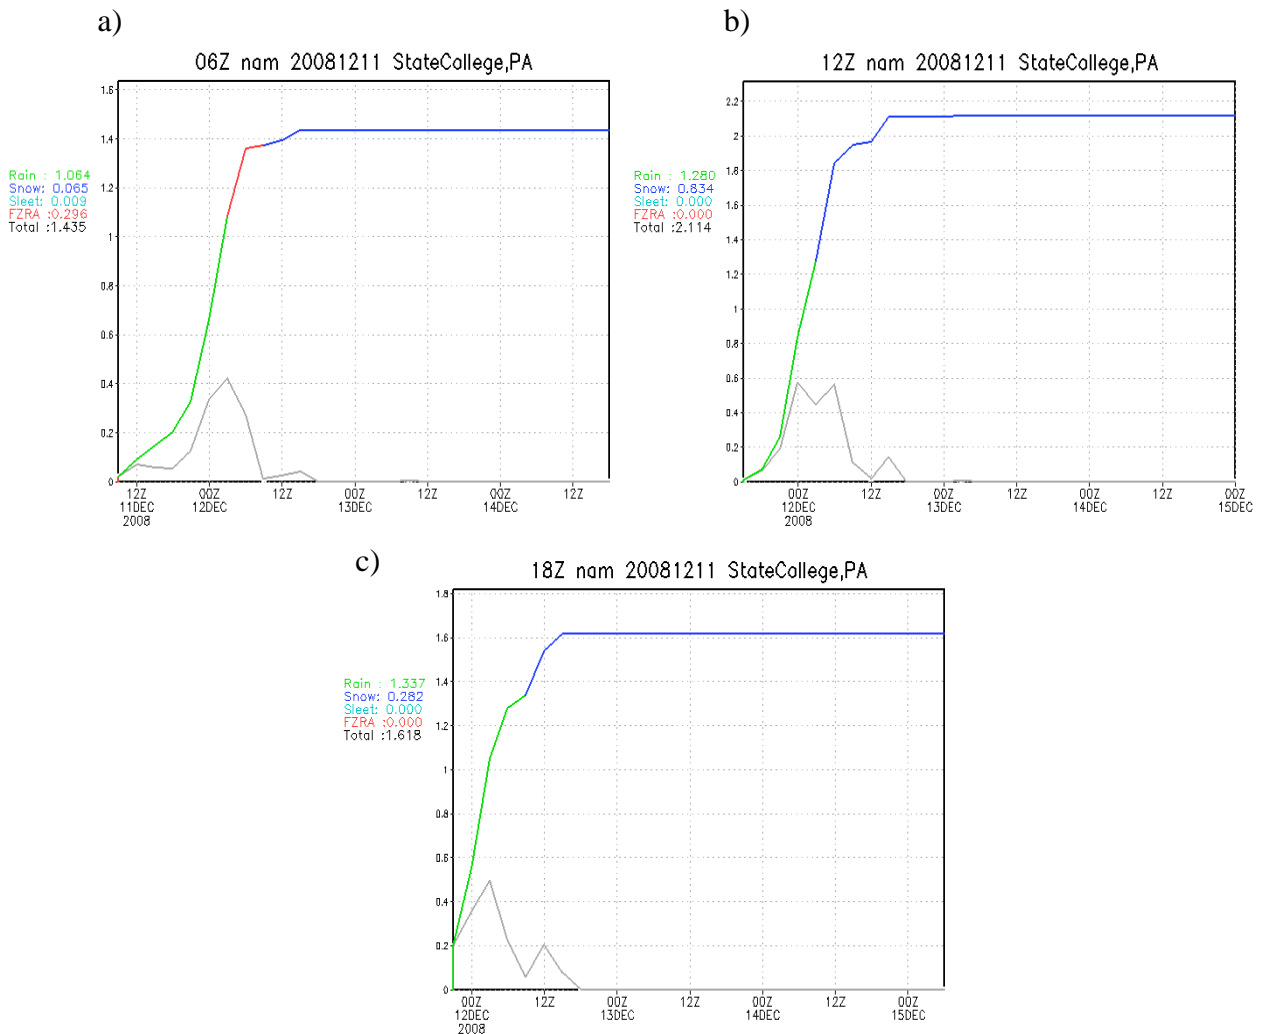 a)
06Z nam 20081211 StateCollege,PA
1.6
1.4
1.2
1
0.8
0.6
0.4
0.2
0
Rain : 1.064
Snow: 0.065
Sleet: 0.009
FZRA :0.296
Total :1.435
12Z 00Z 12Z 00Z 12Z 00Z 12Z
11DEC 12DEC 13DEC 14DEC
2008
b)
12Z nam 20081211 StateCollege,PA
2.2
2
1.8
1.6
1.4
1.2
1
0.8
0.6
0.4
0.2
0
Rain : 1.280
Snow: 0.834
Sleet: 0.000
FZRA :0.000
Total :2.114
00Z 12Z 00Z 12Z 00Z 12Z 00Z
12DEC 13DEC 14DEC 15DEC
2008
c)
18Z nam 20081211 StateCollege,PA
1.8
1.6
1.4
1.2
1
0.8
0.6
0.4
0.2
0
Rain : 1.337
Snow: 0.282
Sleet: 0.000
FZRA :0.000
Total :1.618
00Z 12Z 00Z 12Z 00Z 12Z 00Z
12DEC 13DEC 14DEC 15DEC
2008